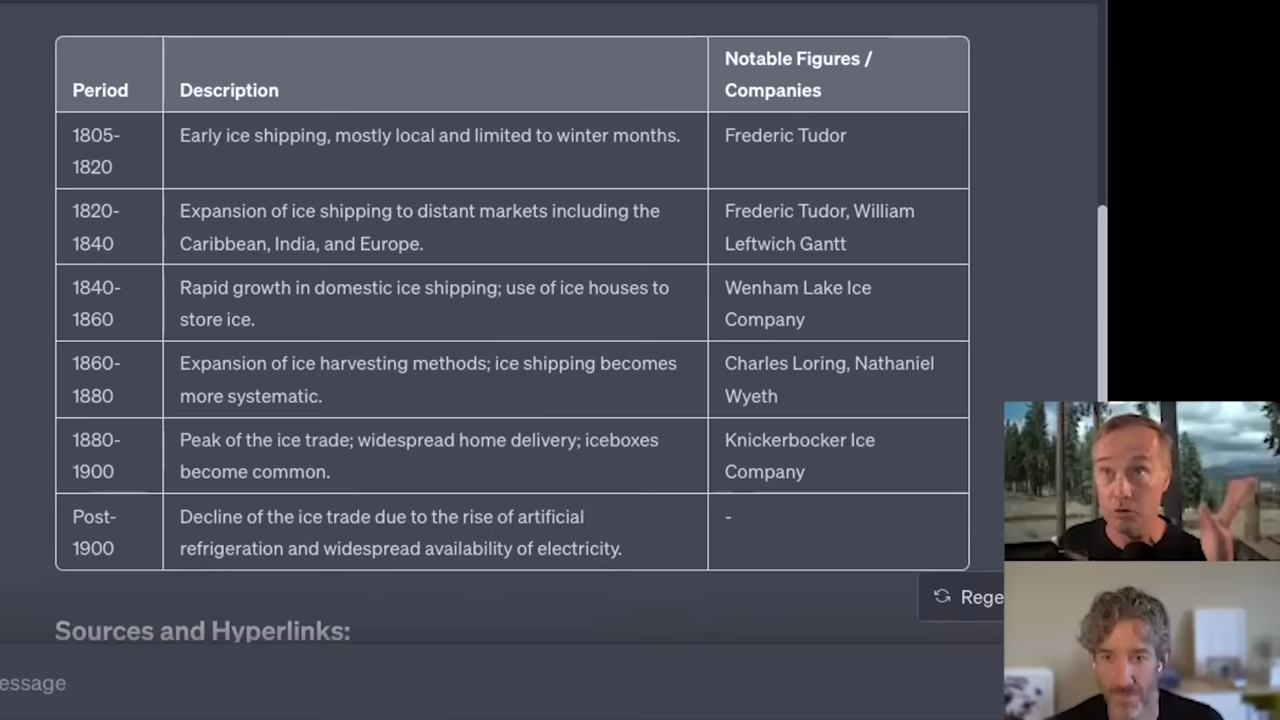 Notable Figures /
Period Description Companies
1805- Early ice shipping, mostly local and limited to winter months. Frederic Tudor
1820
1820- Expansion of ice shipping to distant markets including the Frederic Tudor, William
1840 Caribbean, India, and Europe. Leftwich Gantt
1840- Rapid growth in domestic ice shipping; use of ice houses to Wenham Lake Ice
1860 store ice. Company
1860- Expansion of ice harvesting methods; ice shipping becomes Charles Loring, Nathaniel
1880 more systematic. Wyeth
1880- Peak of the ice trade; widespread home delivery; iceboxes Knickerbocker Ice
1900 become common. Company
Post- Decline of the ice trade due to the rise of artificial -
1900 refrigeration and widespread availability of electricity.
Rege
Sources and Hyperlinks:
essage